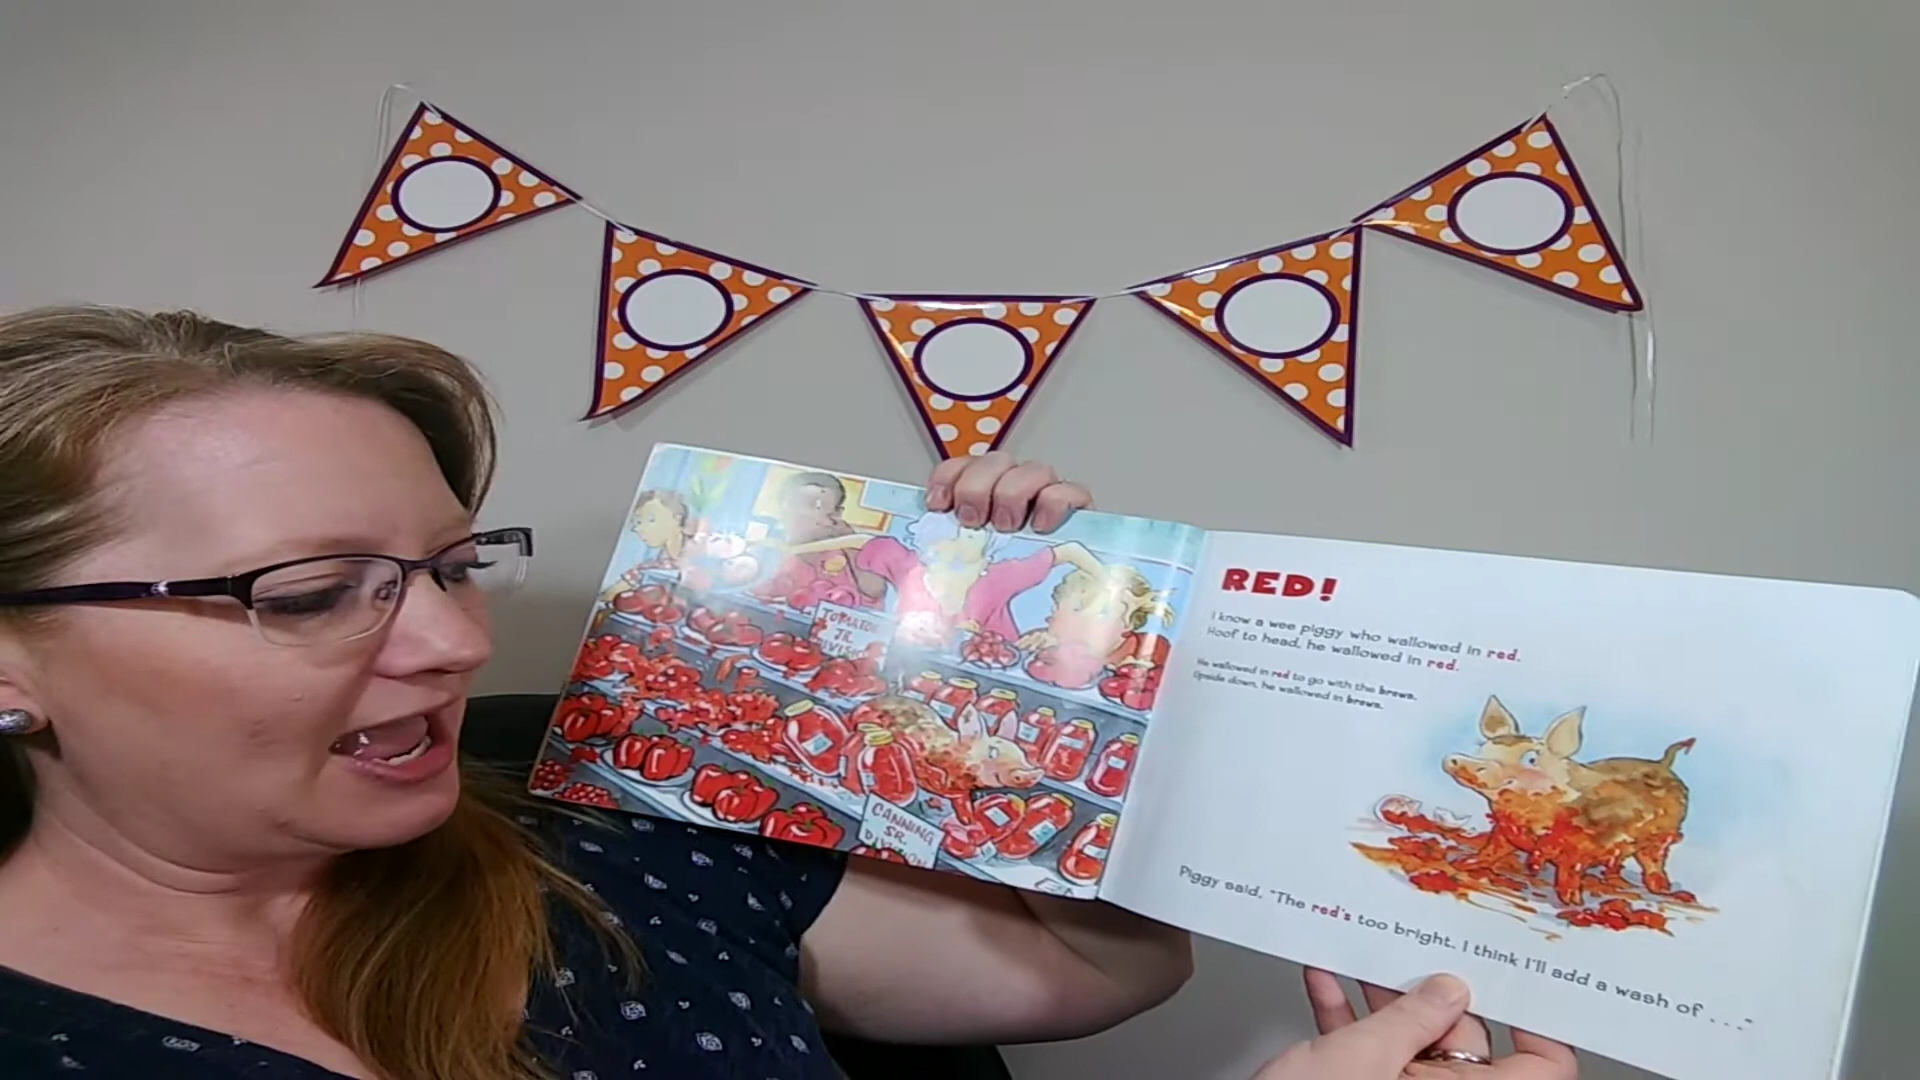 TOMATOE
JR.
DIVISION
CANNING
SR.
DIVISION
RED!
I know a wee piggy who wallowed in red.
Hoof to head, he wallowed in red.
He wallowed in red to go with the brown.
Upside down, he wallowed in brown.
Piggy said, "The red's too bright. I think I'll add a wash of . . ."